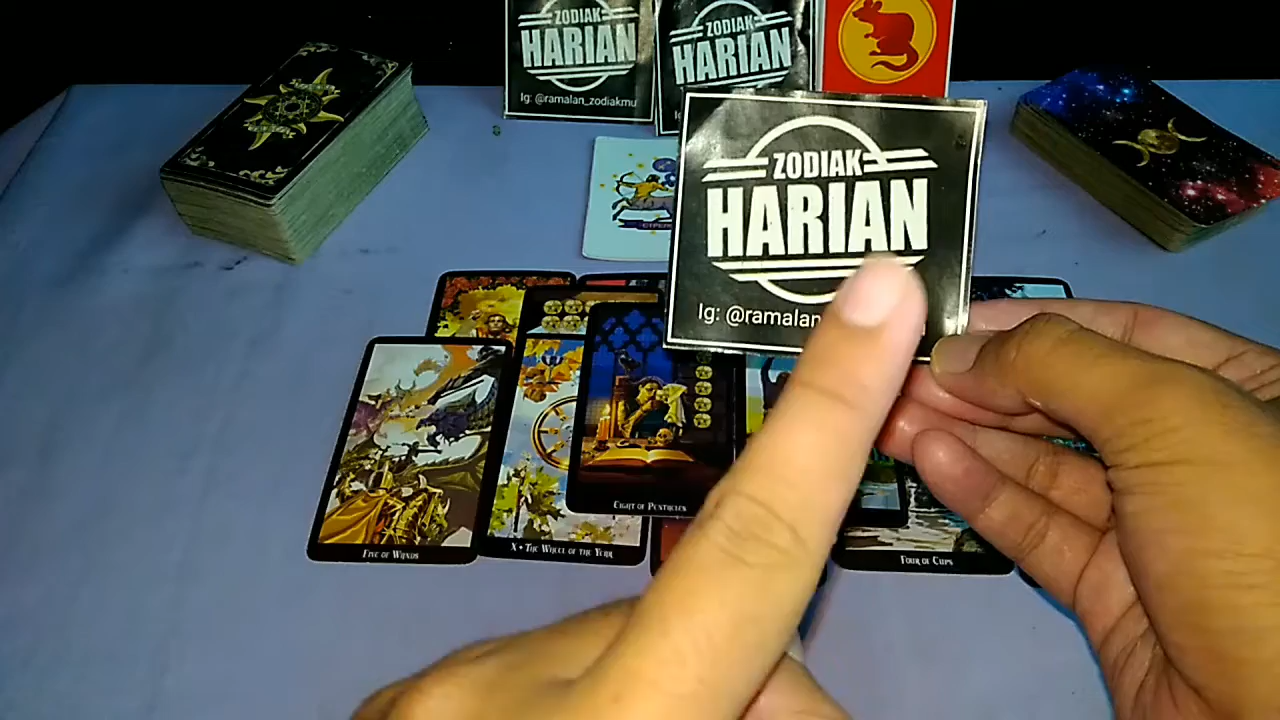 ZODIAK
HARIAN
Ig: @ramalan_zodiakmu
ZODIAK
HARIAN
ZODIAK
HARIAN
Ig: @ramalan
EIGHT OF PENTACLES
FIVE OF WANDS
X • THE WHEEL OF THE YEAR
FOUR OF CUPS